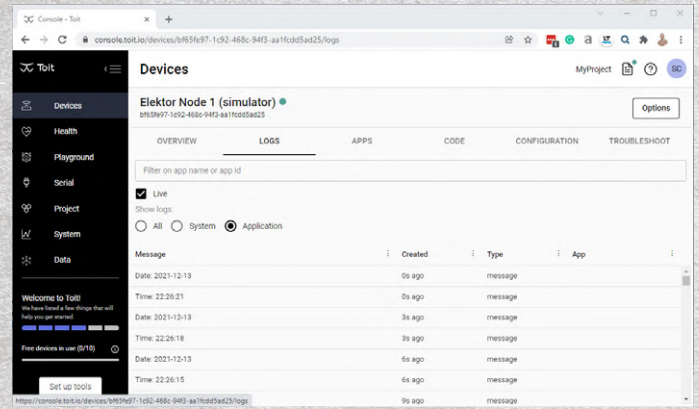 Console - Toit
console.toit.io/devices/bf65fe97-1c92-468c-94f3-aa1fcdd5ad25/logs
Toit
Devices
MyProject
SC
Devices
Health
Playground
Serial
Project
System
Data
Welcome to Toit!
We have listed a few things that will
help you get started.
Free devices in use (0/10)
Set up tools
Elektor Node 1 (simulator)
bf65fe97-1c92-468c-94f3-aa1fcdd5ad25
Options
OVERVIEW LOGS APPS CODE CONFIGURATION TROUBLESHOOT
Filter on app name or app id
Live
Show logs:
All System Application
Message Created Type App
Date: 2021-12-13 0s ago message
Time: 22:26:21 0s ago message
Date: 2021-12-13 3s ago message
Time: 22:26:18 3s ago message
Date: 2021-12-13 6s ago message
Time: 22:26:15 6s ago message
9s ago message
https://console.toit.io/devices/bf65fe97-1c92-468c-94f3-aa1fcdd5ad25/logs